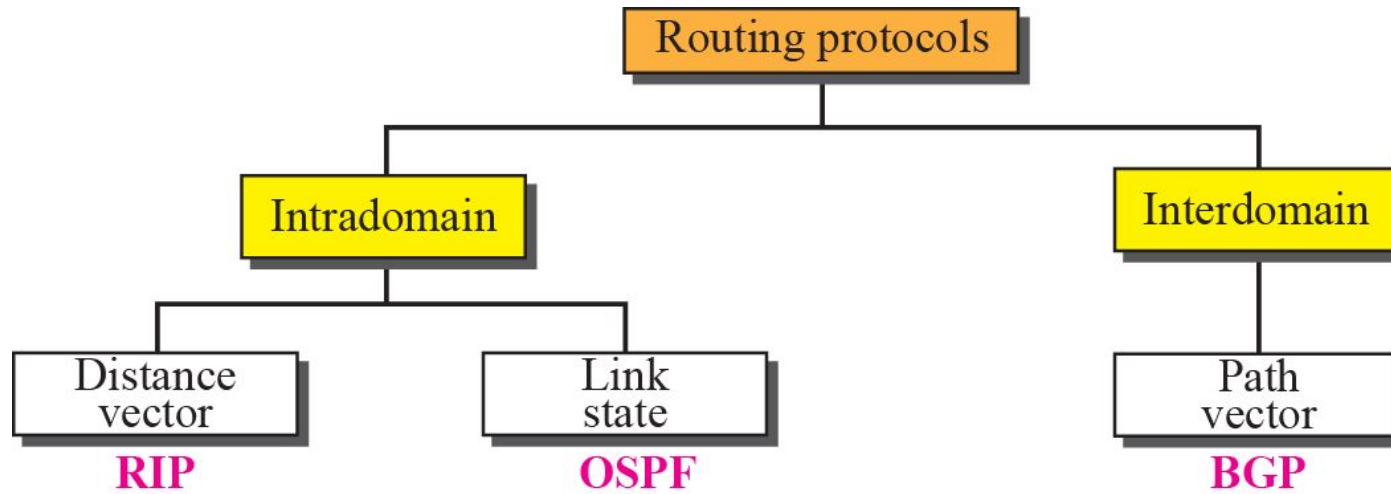 Routing protocols
Intradomain
Interdomain
Distance
vector
Link
state
Path
vector
RIP
OSPF
BGP